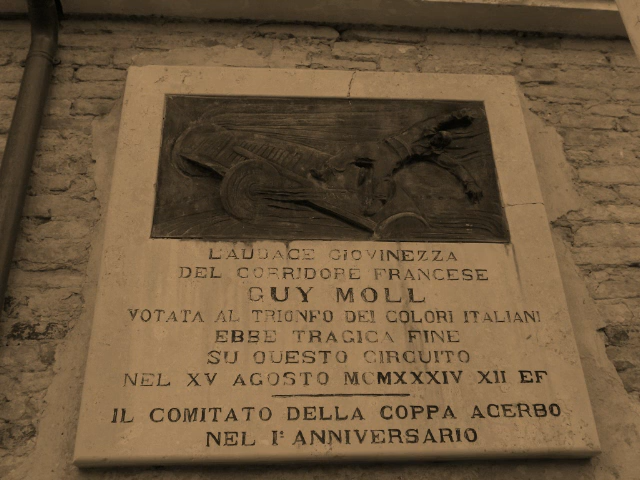 L'AUDACE GIOVINEZZA
DEL CORRIDORE FRANCESE
GUY MOLL
VOTATA AL TRIONFO DEI COLORI ITALIANI
EBBE TRAGICA FINE
SU QUESTO CIRCUITO
NEL XV AGOSTO MCMXXXIV XII EF
IL COMITATO DELLA COPPA ACERBO
NEL 1° ANNIVERSARIO